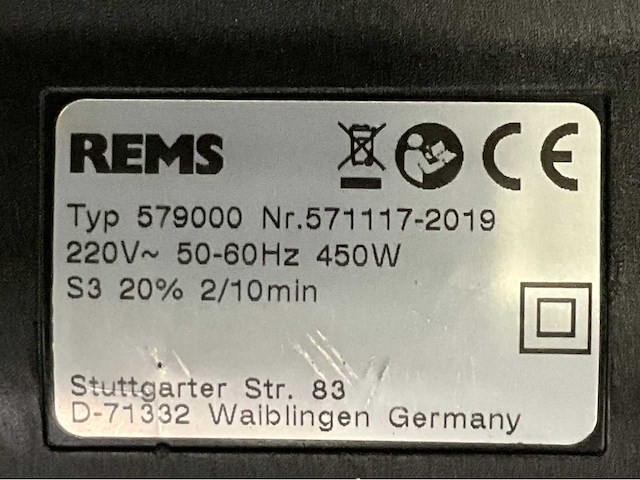 REMS CE
Typ 579000 Nr.571117-2019
220V~ 50-60Hz 450W
S3 20% 2/10min
Stuttgarter Str. 83
D-71332 Waiblingen Germany